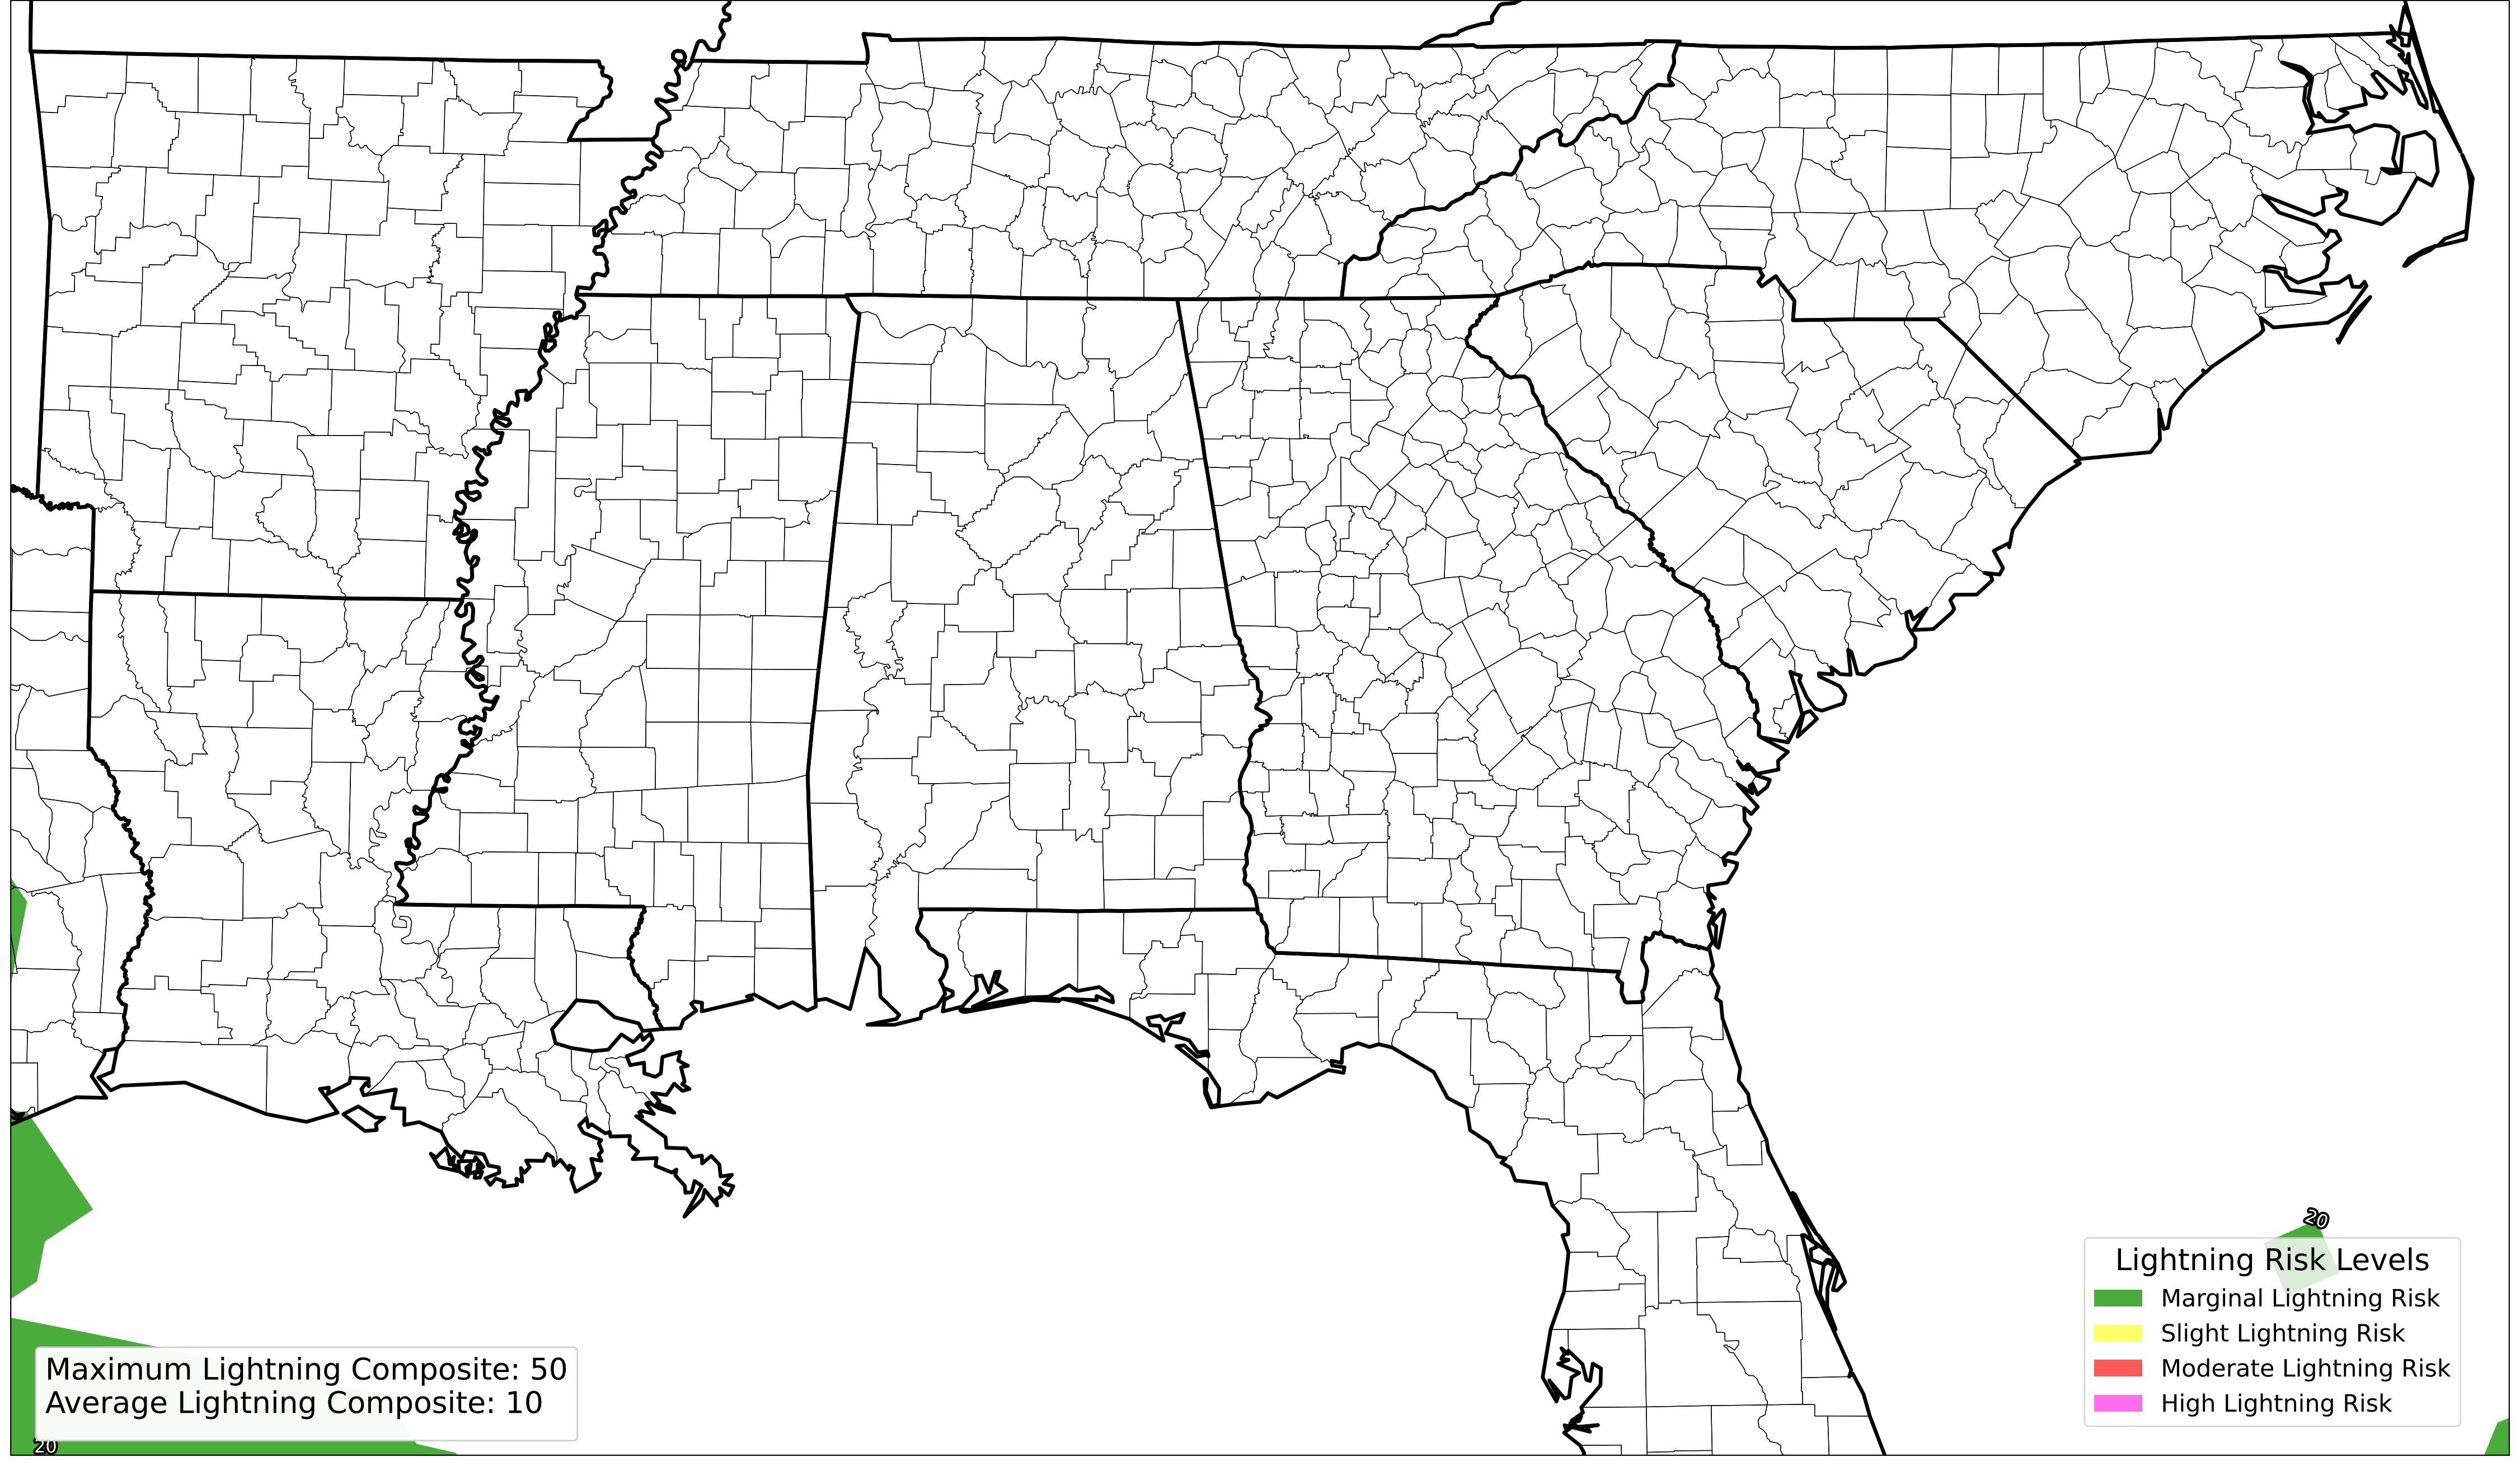 20
Lightning Risk Levels
Marginal Lightning Risk
Slight Lightning Risk
Moderate Lightning Risk
High Lightning Risk
Maximum Lightning Composite: 50
Average Lightning Composite: 10
20